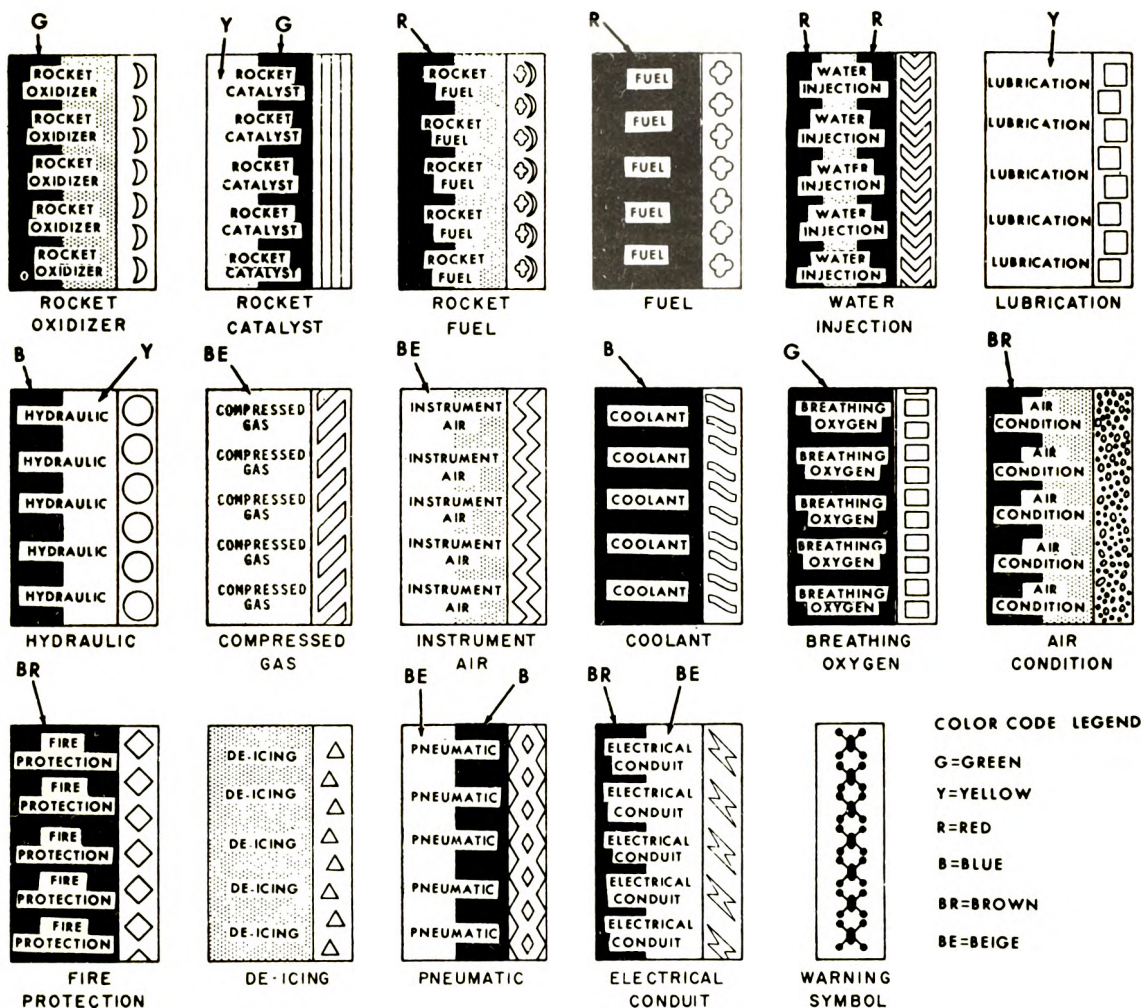 G
ROCKET
OXIDIZER
ROCKET
OXIDIZER
ROCKET
OXIDIZER
ROCKET
OXIDIZER
ROCKET
OXIDIZER
ROCKET
OXIDIZER
Y G
ROCKET
CATALYST
ROCKET
CATALYST
ROCKET
CATALYST
ROCKET
CATALYST
ROCKET
CATALYST
ROCKET
CATALYST
R
ROCKET
FUEL
ROCKET
FUEL
ROCKET
FUEL
ROCKET
FUEL
ROCKET
FUEL
ROCKET
FUEL
R
FUEL
FUEL
FUEL
FUEL
FUEL
FUEL
R R
WATER
INJECTION
WATER
INJECTION
WATFR
INJECTION
WATER
INJECTION
WATER
INJECTION
WATER
INJECTION
Y
LUBRICATION
LUBRICATION
LUBRICATION
LUBRICATION
LUBRICATION
LUBRICATION
B Y
HYDRAULIC
HYDRAULIC
HYDRAULIC
HYDRAULIC
HYDRAULIC
HYDRAULIC
BE
COMPRESSED
GAS
COMPRESSED
GAS
COMPRESSED
GAS
COMPRESSED
GAS
COMPRESSED
GAS
COMPRESSED
GAS
BE
INSTRUMENT
AIR
INSTRUMENT
AIR
INSTRUMENT
AIR
INSTRUMENT
AIR
INSTRUMENT
AIR
INSTRUMENT
AIR
B
COOLANT
COOLANT
COOLANT
COOLANT
COOLANT
COOLANT
G
BREATHING
OXYGEN
BREATHING
OXYGEN
BREATHING
OXYGEN
BREATHING
OXYGEN
BREATHING
OXYGEN
BREATHING
OXYGEN
BR
AIR
CONDITION
AIR
CONDITION
AIR
CONDITION
AIR
CONDITION
AIR
CONDITION
AIR
CONDITION
BR
FIRE
PROTECTION
FIRE
PROTECTION
FIRE
PROTECTION
FIRE
PROTECTION
FIRE
PROTECTION
FIRE
PROTECTION
DE-ICING
DE-ICING
DE-ICING
DE-ICING
DE-ICING
DE-ICING
BE B
PNEUMATIC
PNEUMATIC
PNEUMATIC
PNEUMATIC
PNEUMATIC
PNEUMATIC
BR BE
ELECTRICAL
CONDUIT
ELECTRICAL
CONDUIT
ELECTRICAL
CONDUIT
ELECTRICAL
CONDUIT
ELECTRICAL
CONDUIT
ELECTRICAL
CONDUIT
WARNING
SYMBOL
COLOR CODE LEGEND
G=GREEN
Y=YELLOW
R=RED
B=BLUE
BR=BROWN
BE=BEIGE